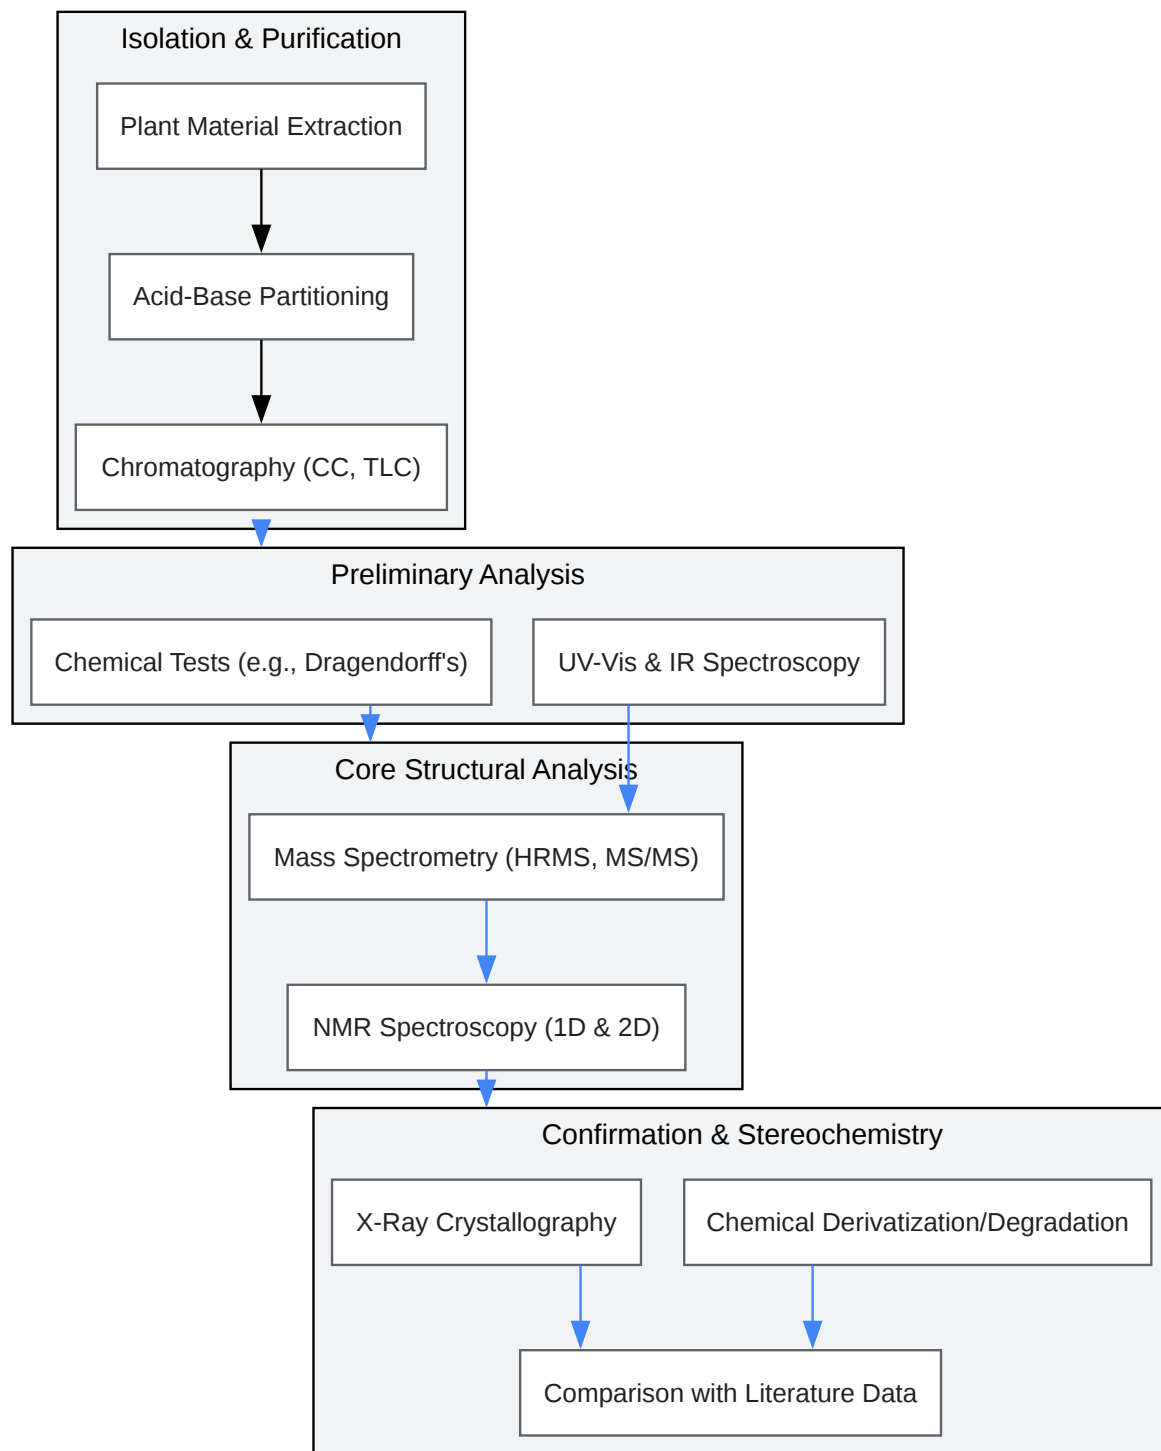 Isolation & Purification
Plant Material Extraction
Acid-Base Partitioning
Chromatography (CC, TLC)
Preliminary Analysis
Chemical Tests (e.g., Dragendorff's)
UV-Vis & IR Spectroscopy
Core Structural Analysis
Mass Spectrometry (HRMS, MS/MS)
NMR Spectroscopy (1D & 2D)
Confirmation & Stereochemistry
X-Ray Crystallography
Chemical Derivatization/Degradation
Comparison with Literature Data